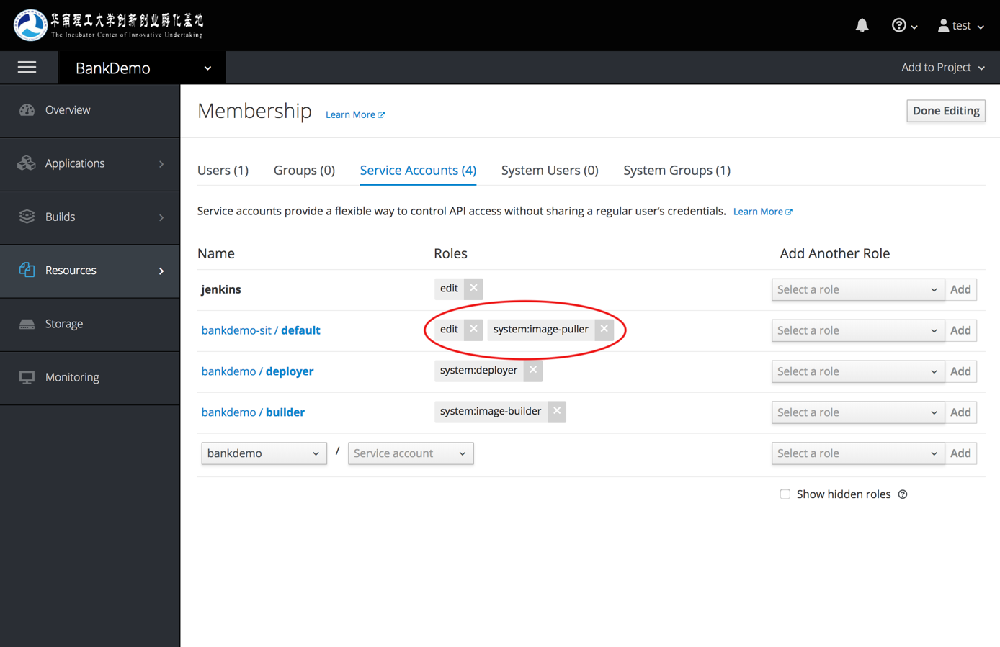 华南理工大学创新创业孵化基地
The Incubator Center of Innovative Undertaking
test
BankDemo
Add to Project
Overview
Applications
Builds
Resources
Storage
Monitoring
Membership Learn More
Done Editing
Users (1) Groups (0) Service Accounts (4) System Users (0) System Groups (1)
Service accounts provide a flexible way to control API access without sharing a regular user's credentials. Learn More
Name Roles Add Another Role
jenkins edit × Select a role Add
bankdemo-sit / default edit × system:image-puller × Select a role Add
bankdemo / deployer system:deployer × Select a role Add
bankdemo / builder system:image-builder × Select a role Add
bankdemo / Service account Select a role Add
Show hidden roles